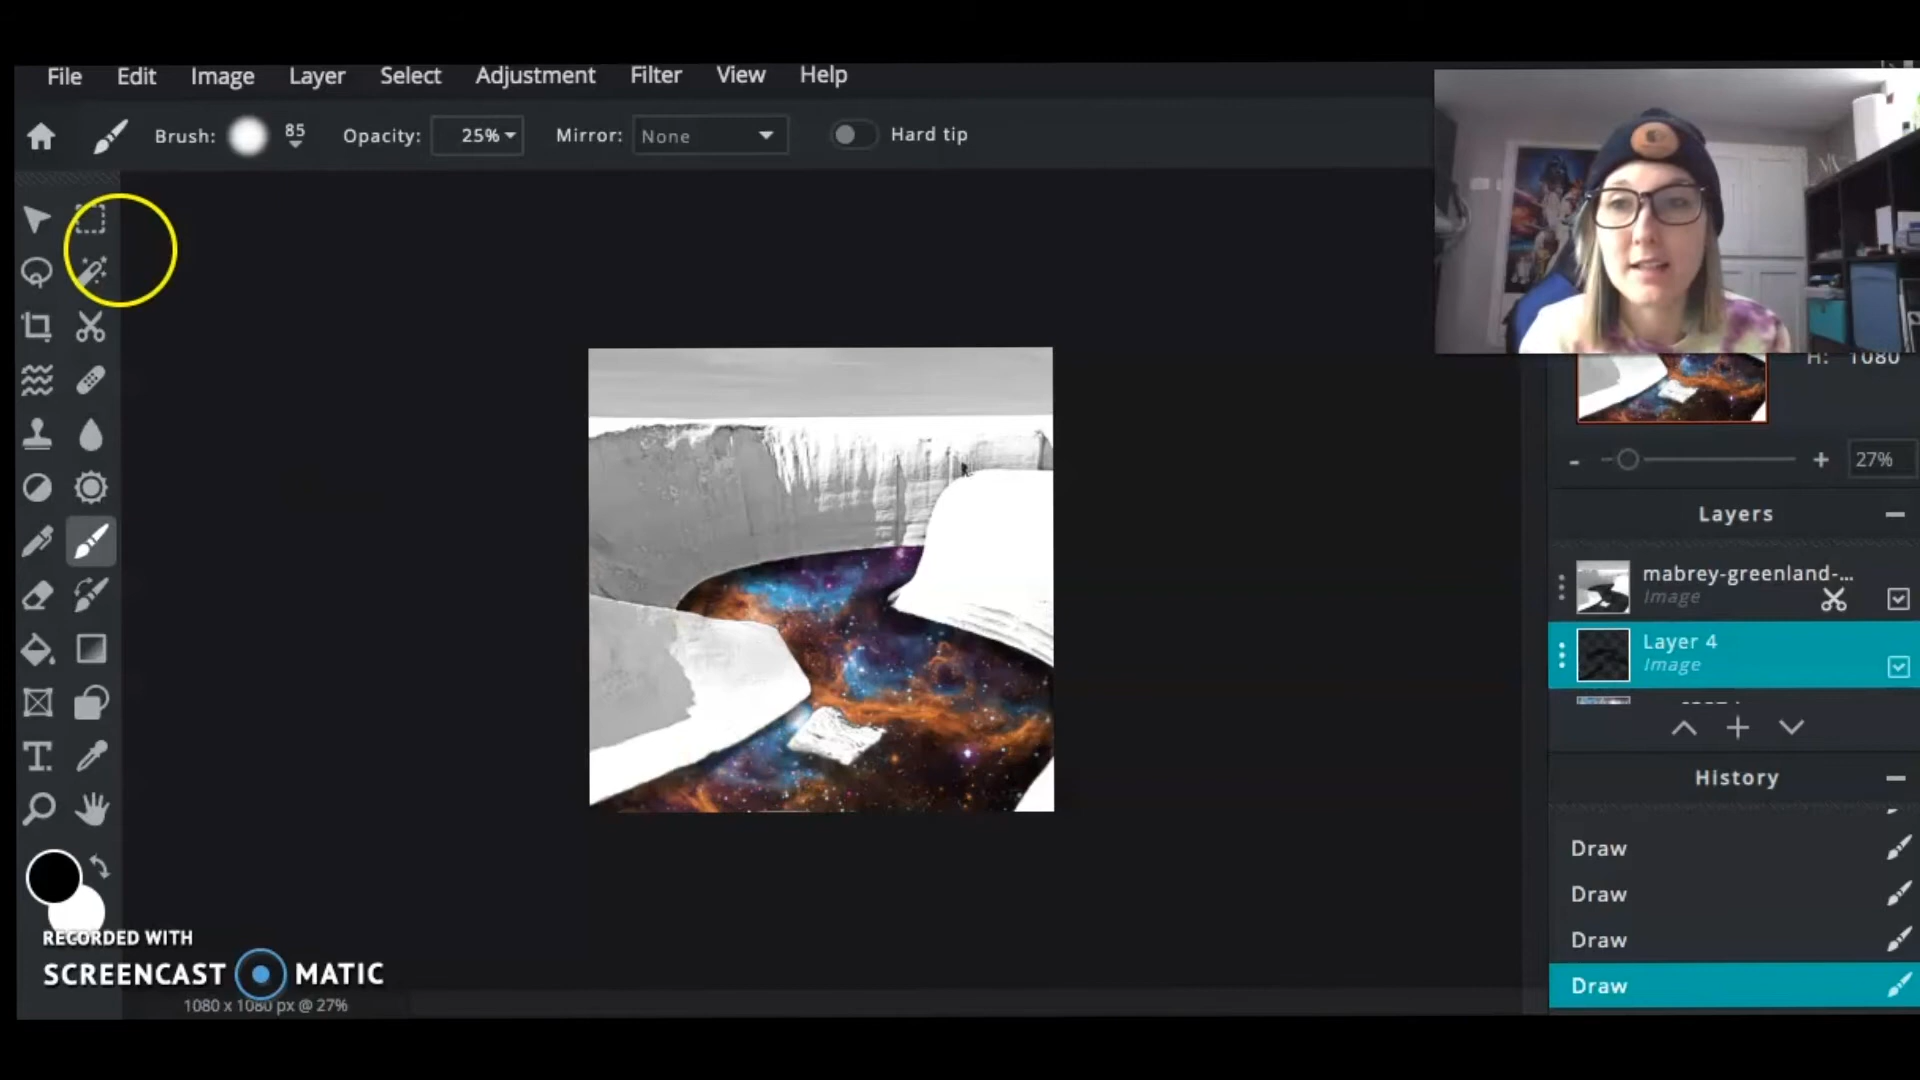 File Edit Image Layer Select Adjustment Filter View Help
Brush: 85 Opacity: 25% Mirror: None Hard tip
H: 1080
27%
Layers
mabrey-greenland-...
Image
Layer 4
Image
History
Draw
Draw
Draw
Draw
T.
RECORDED WITH
SCREENCAST MATIC
1080 x 1080 px @ 27%